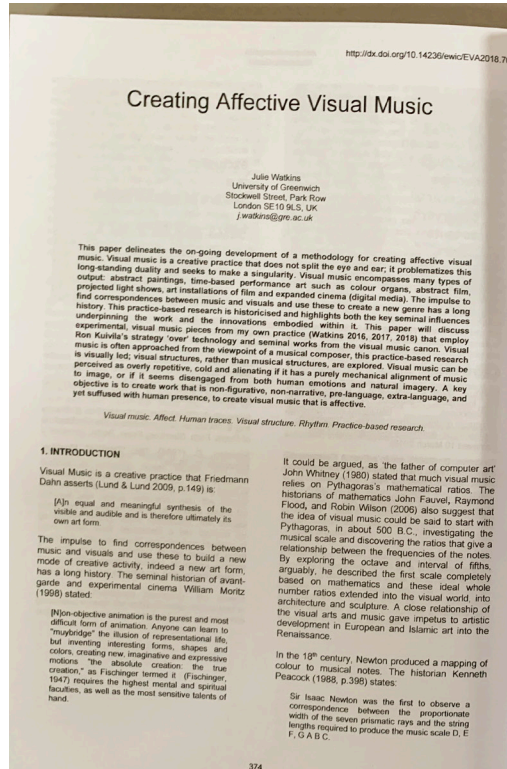 http://dx.doi.org/10.14236/ewic/EVA2018.7
Creating Affective Visual Music
Julie Watkins
University of Greenwich
Stockwell Street, Park Row
London SE10 9LS, UK
j.watkins@gre.ac.uk
This paper delineates the on-going development of a methodology for creating affective visual
music. Visual music is a creative practice that does not split the eye and ear; it problematizes this
long-standing duality and seeks to make a singularity. Visual music encompasses many types of
output: abstract paintings, time-based performance art such as colour organs, abstract film,
projected light shows, art installations of film and expanded cinema (digital media). The impulse to
find correspondences between music and visuals and use these to create a new genre has a long
history. This practice-based research is historicised and highlights both the key seminal influences
underpinning the work and the innovations embodied within it. This paper will discuss
experimental, visual music pieces from my own practice (Watkins 2016, 2017, 2018) that employ
Ron Kuivila's strategy 'over' technology and seminal works from the visual music canon. Visual
music is often approached from the viewpoint of a musical composer, this practice-based research
is visually led; visual structures, rather than musical structures, are explored. Visual music can be
perceived as overly repetitive, cold and alienating if it has a purely mechanical alignment of music
to image, or if it seems disengaged from both human emotions and natural imagery. A key
objective is to create work that is non-figurative, non-narrative, pre-language, extra-language, and
yet suffused with human presence, to create visual music that is affective.
Visual music. Affect. Human traces. Visual structure. Rhythm. Practice-based research.
1. INTRODUCTION
Visual Music is a creative practice that Friedmann
Dahn asserts (Lund & Lund 2009, p.149) is:
[A]n equal and meaningful synthesis of the
visible and audible and is therefore ultimately its
own art form.
The impulse to find correspondences between
music and visuals and use these to build a new
mode of creative activity, indeed a new art form,
has a long history. The seminal historian of avant-
garde and experimental cinema William Moritz
(1998) stated:
[N]on-objective animation is the purest and most
difficult form of animation. Anyone can learn to
"muybridge" the illusion of representational life,
but inventing interesting forms, shapes and
colors, creating new, imaginative and expressive
motions "the absolute creation: the true
creation," as Fischinger termed it (Fischinger,
1947) requires the highest mental and spiritual
faculties, as well as the most sensitive talents of
hand.
It could be argued, as 'the father of computer art'
John Whitney (1980) stated that much visual music
relies on Pythagoras's mathematical ratios. The
historians of mathematics John Fauvel, Raymond
Flood, and Robin Wilson (2006) also suggest that
the idea of visual music could be said to start with
Pythagoras, in about 500 B.C., investigating the
musical scale and discovering the ratios that give a
relationship between the frequencies of the notes.
By exploring the octave and interval of fifths,
arguably, he described the first scale completely
based on mathematics and these ideal whole
number ratios extended into the visual world, into
architecture and sculpture. A close relationship of
the visual arts and music gave impetus to artistic
development in European and Islamic art into the
Renaissance.
In the 18th century, Newton produced a mapping of
colour to musical notes. The historian Kenneth
Peacock (1988, p.398) states:
Sir Isaac Newton was the first to observe a
correspondence between the proportionate
width of the seven prismatic rays and the string
lengths required to produce the music scale D, E
F, G A B C.
374